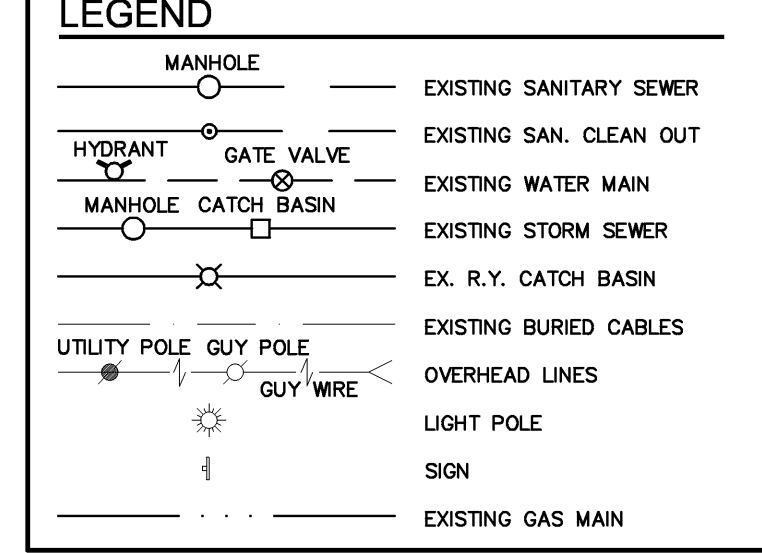 LEGEND
MANHOLE
EXISTING SANITARY SEWER
EXISTING SAN. CLEAN OUT
HYDRANT
GATE VALVE
EXISTING WATER MAIN
MANHOLE CATCH BASIN
EXISTING STORM SEWER
EX. R.Y. CATCH BASIN
EXISTING BURIED CABLES
UTILITY POLE GUY POLE
GUY WIRE
OVERHEAD LINES
LIGHT POLE
SIGN
EXISTING GAS MAIN